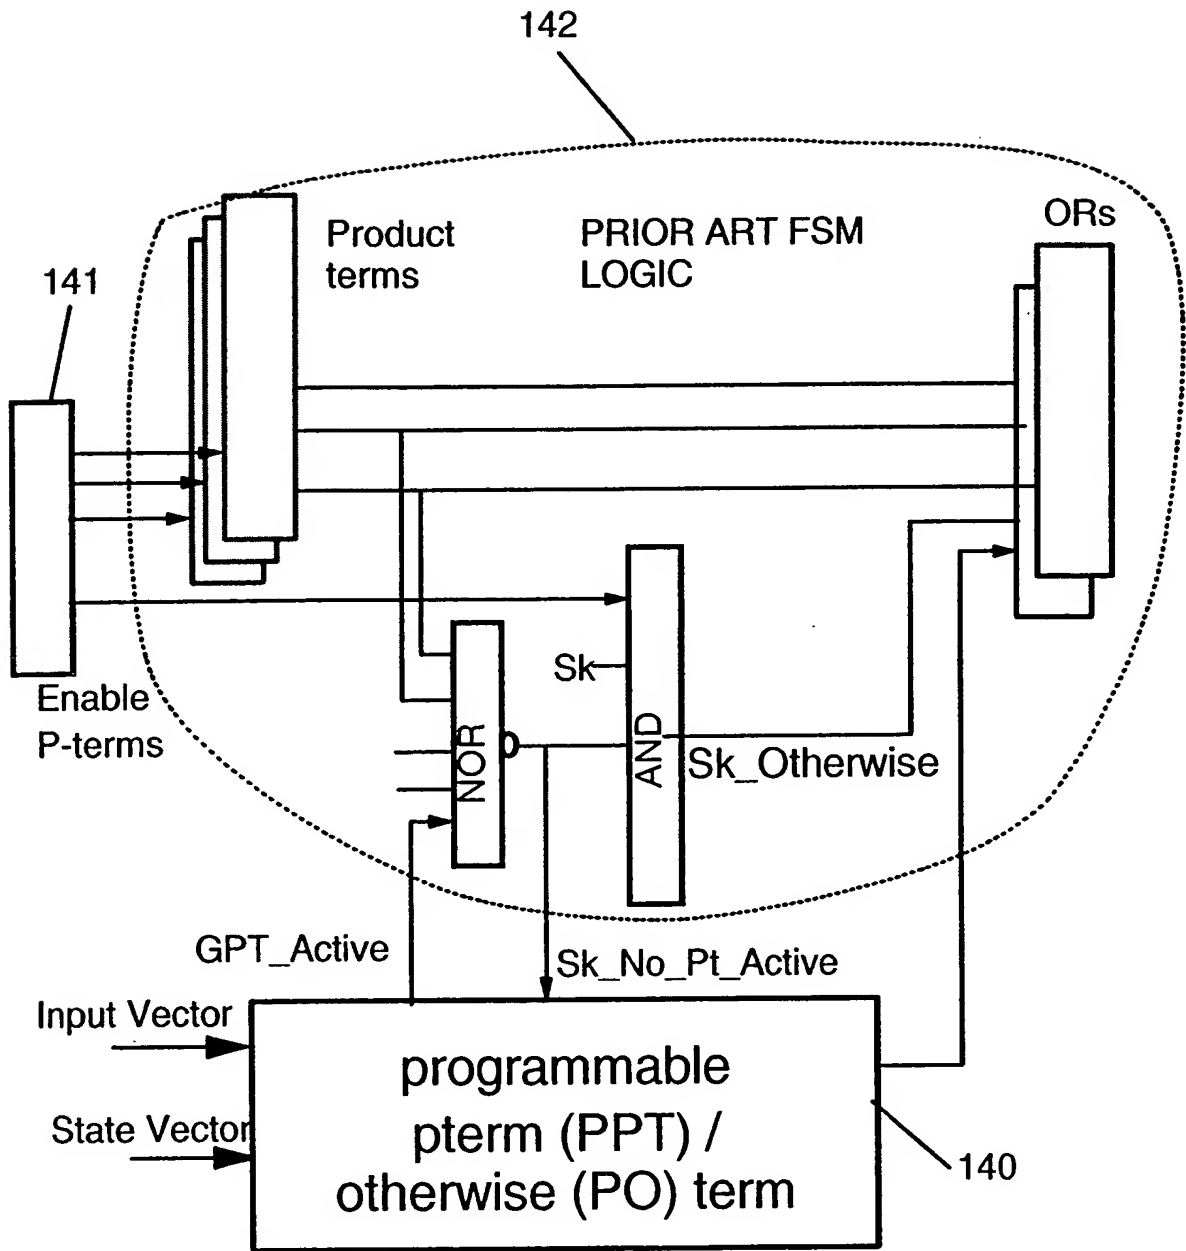 142
Product
terms
PRIOR ART FSM
LOGIC
ORs
141
Enable
P-terms
Sk
NOR
AND
Sk_Otherwise
GPT_Active
Sk_No_Pt_Active
Input Vector
State Vector
programmable
pterm (PPT) /
otherwise (PO) term
140